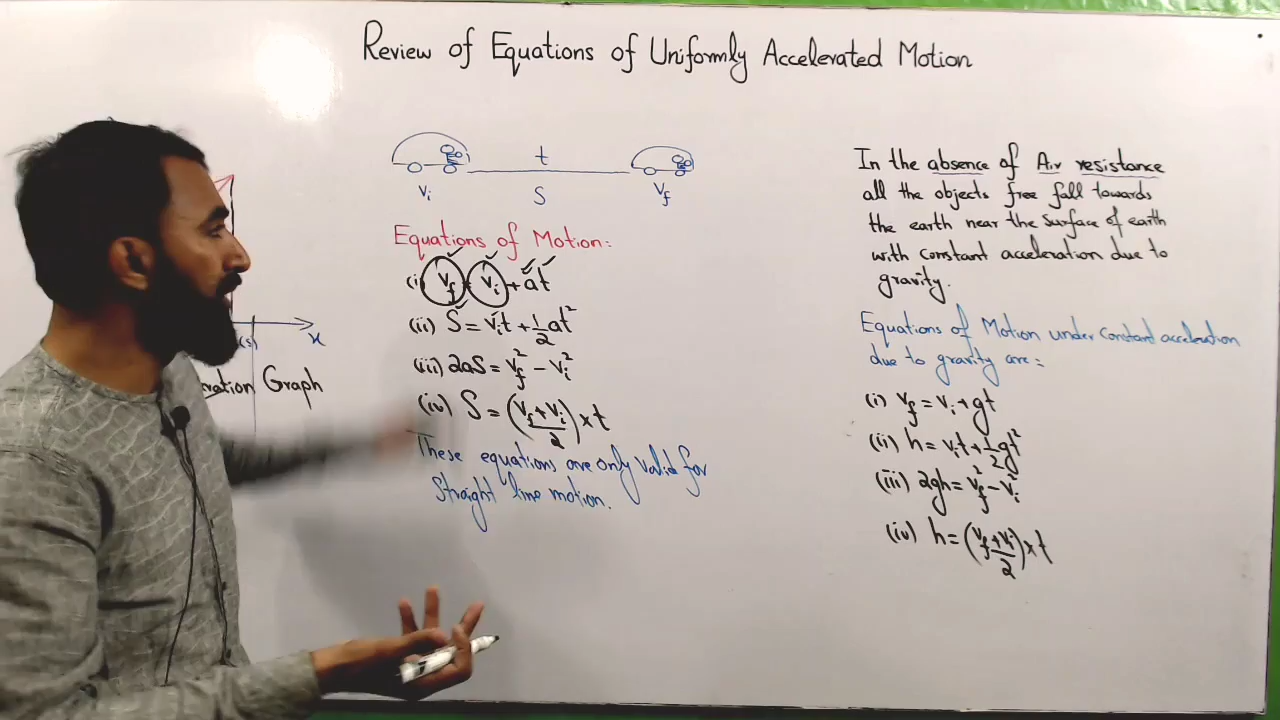 Review of Equations of Uniformly Accelerated Motion
t
Vi S Vf
Equations of Motion:
(i) Vf = Vi + at
(ii) S = Vit + 1/2 at²
(iii) 2aS = Vf² − Vi²
(iv) S = (Vf + Vi / 2) × t
These equations are only valid for
Straight line motion.
In the absence of Air resistance
all the objects free fall towards
the earth near the surface of earth
with constant acceleration due to
gravity.
Equations of Motion under constant acceleration
due to gravity are:
(i) Vf = Vi + gt
(ii) h = Vit + 1/2 gt²
(iii) 2gh = Vf² − Vi²
(iv) h = (Vf + Vi / 2) × t
(s)
x
Graph